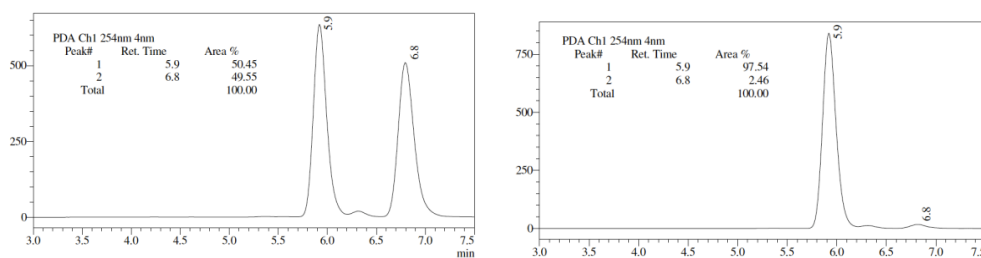 5.9
6.8
PDA Ch1 254nm 4nm
Peak# Ret. Time Area %
1 5.9 50.45
2 6.8 49.55
Total 100.00
500
250
0
3.0 3.5 4.0 4.5 5.0 5.5 6.0 6.5 7.0 7.5
min
5.9
6.8
PDA Ch1 254nm 4nm
Peak# Ret. Time Area %
1 5.9 97.54
2 6.8 2.46
Total 100.00
750
500
250
0
3.0 3.5 4.0 4.5 5.0 5.5 6.0 6.5 7.0 7.5